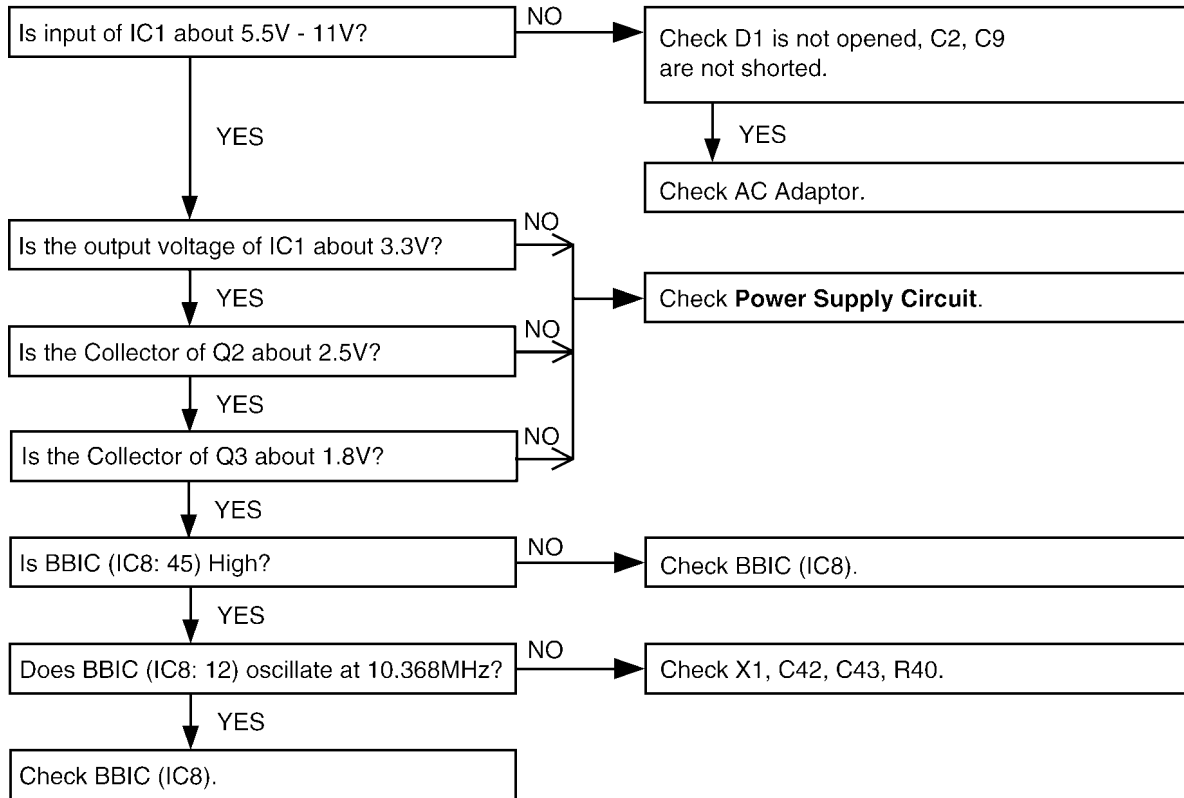 Is input of IC1 about 5.5V - 11V?
NO
Check D1 is not opened, C2, C9
are not shorted.
YES
YES
Check AC Adaptor.
Is the output voltage of IC1 about 3.3V?
NO
YES
Check Power Supply Circuit.
Is the Collector of Q2 about 2.5V?
NO
YES
Is the Collector of Q3 about 1.8V?
NO
YES
Is BBIC (IC8: 45) High?
NO
Check BBIC (IC8).
YES
Does BBIC (IC8: 12) oscillate at 10.368MHz?
NO
Check X1, C42, C43, R40.
YES
Check BBIC (IC8).